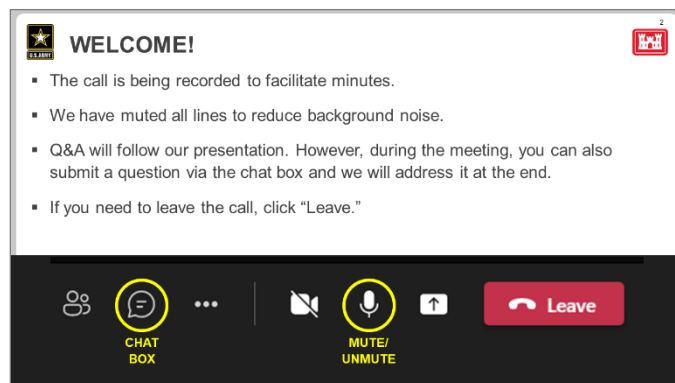 2
U.S.ARMY
WELCOME!
▪ The call is being recorded to facilitate minutes.
▪ We have muted all lines to reduce background noise.
▪ Q&A will follow our presentation. However, during the meeting, you can also
submit a question via the chat box and we will address it at the end.
▪ If you need to leave the call, click “Leave.”
Leave
CHAT
BOX
MUTE/
UNMUTE